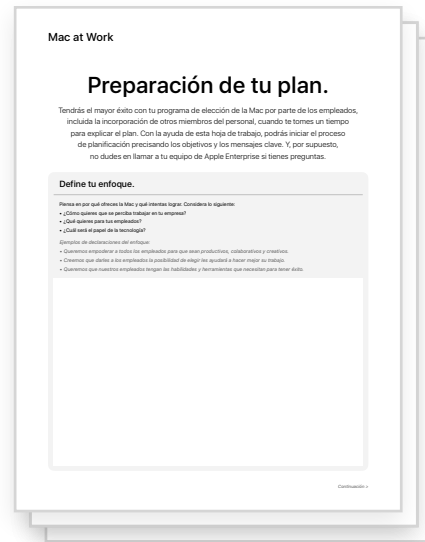 Mac at Work
Preparación de tu plan.
Tendrás el mayor éxito con tu programa de elección de la Mac por parte de los empleados,
incluida la incorporación de otros miembros del personal, cuando te tomes un tiempo
para explicar el plan. Con la ayuda de esta hoja de trabajo, podrás iniciar el proceso
de planificación precisando los objetivos y los mensajes clave. Y, por supuesto,
no dudes en llamar a tu equipo de Apple Enterprise si tienes preguntas.
Define tu enfoque.
Piensa en por qué ofreces la Mac y qué intentas lograr. Considera lo siguiente:
• ¿Cómo quieres que se perciba trabajar en tu empresa?
• ¿Qué quieres para tus empleados?
• ¿Cuál será el papel de la tecnología?
Ejemplos de declaraciones del enfoque:
• Queremos empoderar a todos los empleados para que sean productivos, colaborativos y creativos.
• Creemos que darles a los empleados la posibilidad de elegir les ayudará a hacer mejor su trabajo.
• Queremos que nuestros empleados tengan las habilidades y herramientas que necesitan para tener éxito.
Continuación >